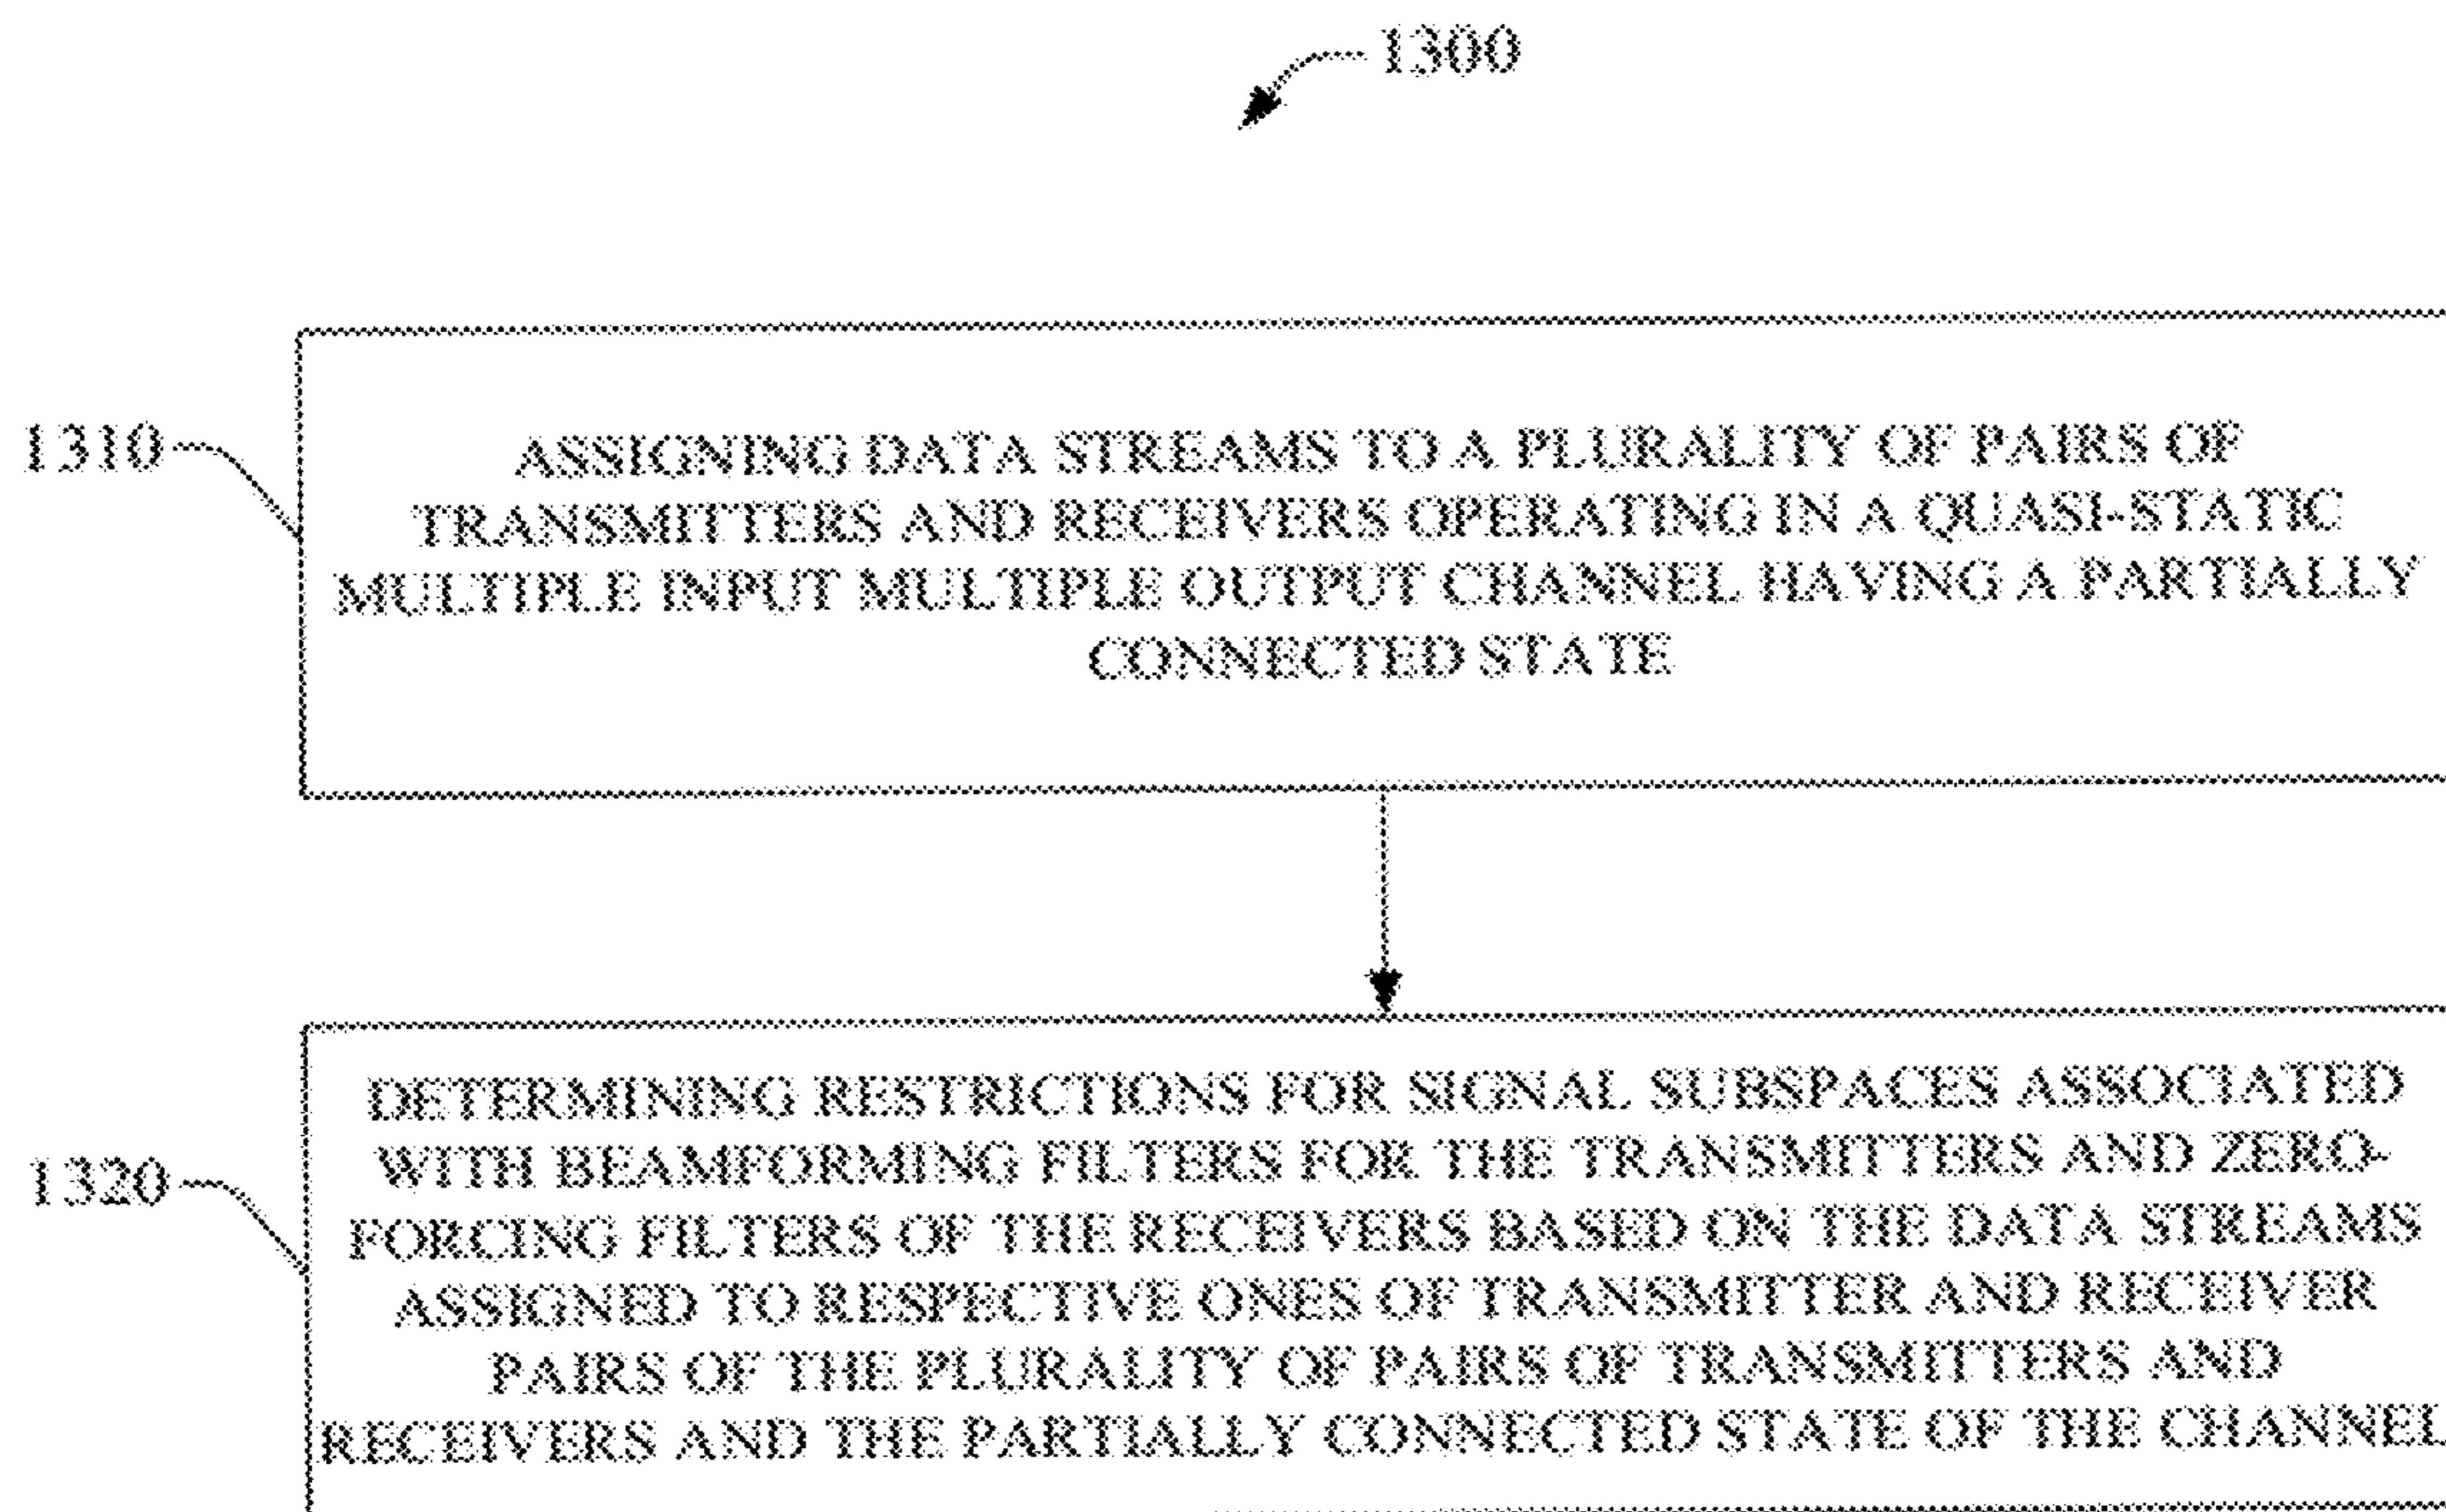 1300
1310
ASSIGNING DATA STREAMS TO A PLURALITY OF PAIRS OF
TRANSMITTERS AND RECEIVERS OPERATING IN A QUASI-STATIC
MULTIPLE INPUT MULTIPLE OUTPUT CHANNEL HAVING A PARTIALLY
CONNECTED STATE
1320
DETERMINING RESTRICTIONS FOR SIGNAL SUBSPACES ASSOCIATED
WITH BEAMFORMING FILTERS FOR THE TRANSMITTERS AND ZERO-
FORCING FILTERS OF THE RECEIVERS BASED ON THE DATA STREAMS
ASSIGNED TO RESPECTIVE ONES OF TRANSMITTER AND RECEIVER
PAIRS OF THE PLURALITY OF PAIRS OF TRANSMITTERS AND
RECEIVERS AND THE PARTIALLY CONNECTED STATE OF THE CHANNEL